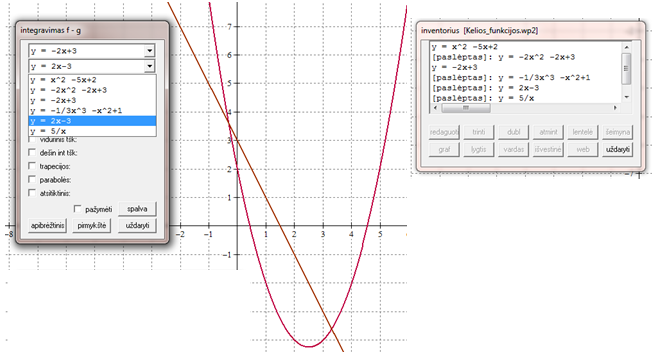 integravimas f - g
y = -2x+3
y = 2x-3
y = x^2 -5x+2
y = -2x^2 -2x+3
y = -2x+3
y = -1/3x^3 -x^2+1
y = 2x-3
y = 5/x
vidurinis tšk:
dešin int tšk:
trapecijos:
parabolės:
atsitiktinis:
pažymėti spalva
apibrėžtinis pirmykštė uždaryti
7
6
5
4
3
2
1
-8 -2 -1 1 2 3 4 5
-1
inventorius [Kelios_funkcijos.wp2]
y = x^2 -5x+2
[paslėptas]: y = -2x^2 -2x+3
y = -2x+3
[paslėptas]: y = -1/3x^3 -x^2+1
[paslėptas]: y = 2x-3
[paslėptas]: y = 5/x
redaguoti trinti dubl atmint lentelė šeimyna
graf lygtis vardas išvestinė web uždaryti